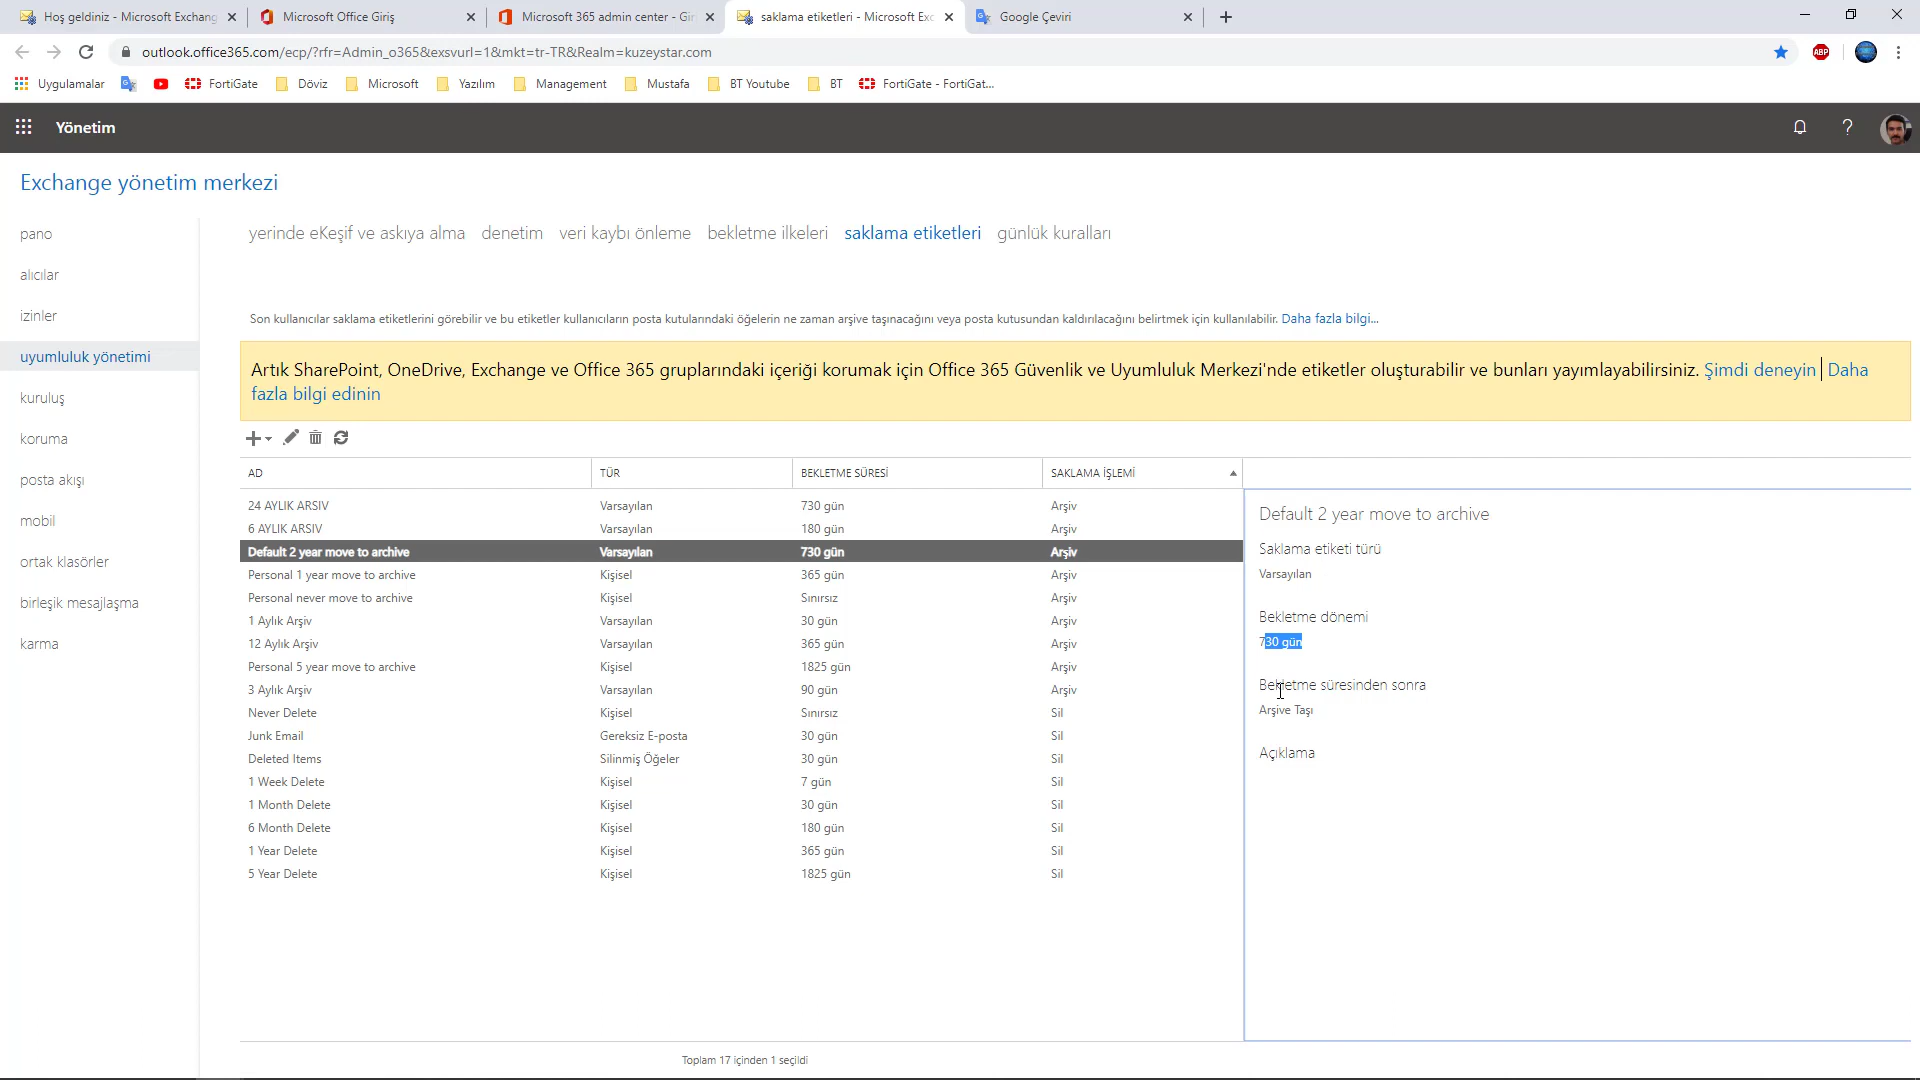 Hoş geldiniz - Microsoft Exchang
Microsoft Office Giriş
Microsoft 365 admin center - Gir
saklama etiketleri - Microsoft Exc
Google Çeviri
outlook.office365.com/ecp/?rfr=Admin_o365&exsvurl=1&mkt=tr-TR&Realm=kuzeystar.com
ABP
Uygulamalar
FortiGate
Döviz
Microsoft
Yazılım
Management
Mustafa
BT Youtube
BT
FortiGate - FortiGat...
Yönetim
?
Exchange yönetim merkezi
pano
alıcılar
izinler
uyumluluk yönetimi
kuruluş
koruma
posta akışı
mobil
ortak klasörler
birleşik mesajlaşma
karma
yerinde eKeşif ve askıya alma denetim veri kaybı önleme bekletme ilkeleri saklama etiketleri günlük kuralları
Son kullanıcılar saklama etiketlerini görebilir ve bu etiketler kullanıcıların posta kutularındaki öğelerin ne zaman arşive taşınacağını veya posta kutusundan kaldırılacağını belirtmek için kullanılabilir. Daha fazla bilgi...
Artık SharePoint, OneDrive, Exchange ve Office 365 gruplarındaki içeriği korumak için Office 365 Güvenlik ve Uyumluluk Merkezi'nde etiketler oluşturabilir ve bunları yayımlayabilirsiniz. Şimdi deneyin | Daha
fazla bilgi edinin
AD TÜR BEKLETME SÜRESİ SAKLAMA İŞLEMİ
24 AYLIK ARSIV Varsayılan 730 gün Arşiv
6 AYLIK ARSIV Varsayılan 180 gün Arşiv
Default 2 year move to archive Varsayılan 730 gün Arşiv
Personal 1 year move to archive Kişisel 365 gün Arşiv
Personal never move to archive Kişisel Sınırsız Arşiv
1 Aylık Arşiv Varsayılan 30 gün Arşiv
12 Aylık Arşiv Varsayılan 365 gün Arşiv
Personal 5 year move to archive Kişisel 1825 gün Arşiv
3 Aylık Arşiv Varsayılan 90 gün Arşiv
Never Delete Kişisel Sınırsız Sil
Junk Email Gereksiz E-posta 30 gün Sil
Deleted Items Silinmiş Öğeler 30 gün Sil
1 Week Delete Kişisel 7 gün Sil
1 Month Delete Kişisel 30 gün Sil
6 Month Delete Kişisel 180 gün Sil
1 Year Delete Kişisel 365 gün Sil
5 Year Delete Kişisel 1825 gün Sil
Default 2 year move to archive
Saklama etiketi türü
Varsayılan
Bekletme dönemi
730 gün
Bekletme süresinden sonra
Arşive Taşı
Açıklama
Toplam 17 içinden 1 seçildi